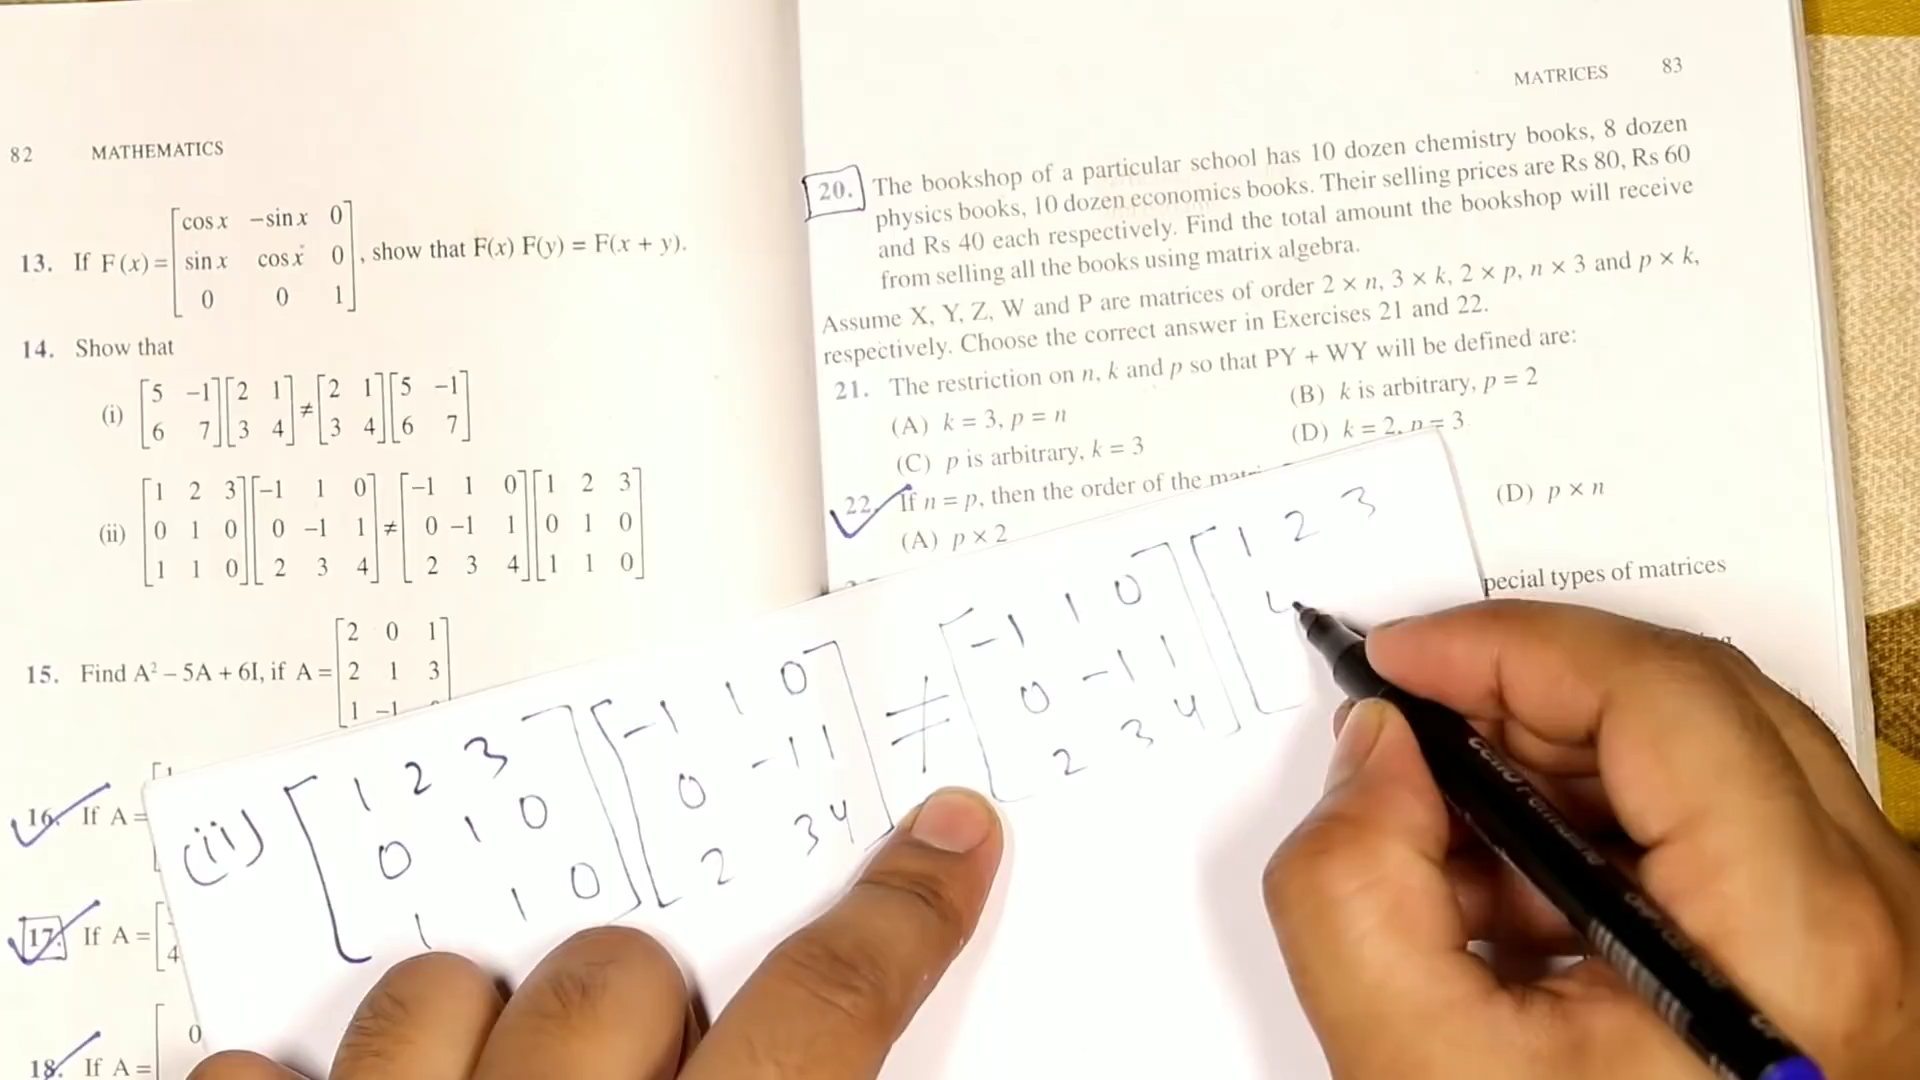 82 MATHEMATICS
13. If F(x) = [cos x −sin x 0
sin x cos x 0
0 0 1], show that F(x) F(y) = F(x + y).
14. Show that
(i) [5 −1
6 7] [2 1
3 4] ≠ [2 1
3 4] [5 −1
6 7]
(ii) [1 2 3
0 1 0
1 1 0] [−1 1 0
0 −1 1
2 3 4] ≠ [−1 1 0
0 −1 1
2 3 4] [1 2 3
0 1 0
1 1 0]
15. Find A² – 5A + 6I, if A = [2 0 1
2 1 3
1 −1
16. If A =
17. If A =
4
18. If A =
0
MATRICES 83
20. The bookshop of a particular school has 10 dozen chemistry books, 8 dozen
physics books, 10 dozen economics books. Their selling prices are Rs 80, Rs 60
and Rs 40 each respectively. Find the total amount the bookshop will receive
from selling all the books using matrix algebra.
Assume X, Y, Z, W and P are matrices of order 2 × n, 3 × k, 2 × p, n × 3 and p × k,
respectively. Choose the correct answer in Exercises 21 and 22.
21. The restriction on n, k and p so that PY + WY will be defined are:
(A) k = 3, p = n (B) k is arbitrary, p = 2
(C) p is arbitrary, k = 3 (D) k = 2, p = 3
22. If n = p, then the order of the
(A) p × 2 (D) p × n
pecial types of matrices
(ii) [1 2 3
0 1 0
1 1 0] [-1 1 0
0 -1 1
2 3 4] ≠ [-1 1 0
0 -1 1
2 3 4] [1 2 3